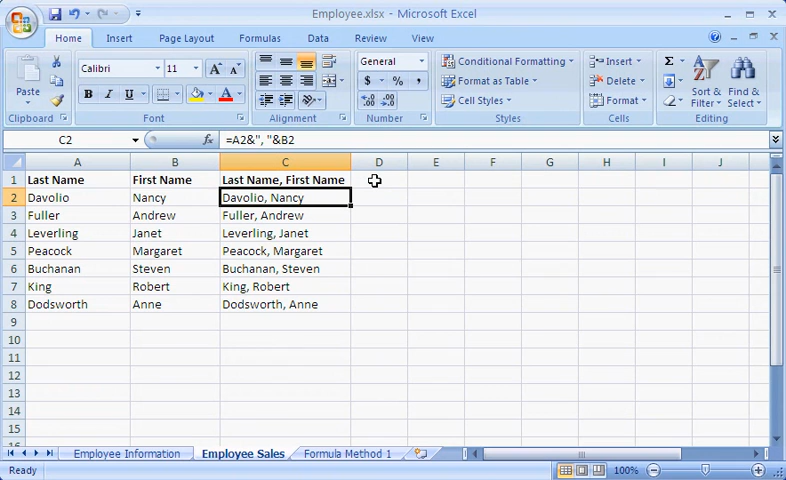 Employee.xlsx - Microsoft Excel
Home Insert Page Layout Formulas Data Review View
Paste
Clipboard
Calibri 11
B I U
Font
Alignment
General
$ % ,
Number
Conditional Formatting
Format as Table
Cell Styles
Styles
Insert
Delete
Format
Cells
Sort & Filter
Find & Select
Editing
C2 fx =A2&", "&B2
A B C D E F G H I J
1 Last Name First Name Last Name, First Name
2 Davolio Nancy Davolio, Nancy
3 Fuller Andrew Fuller, Andrew
4 Leverling Janet Leverling, Janet
5 Peacock Margaret Peacock, Margaret
6 Buchanan Steven Buchanan, Steven
7 King Robert King, Robert
8 Dodsworth Anne Dodsworth, Anne
9
10
11
12
13
14
15
Employee Information Employee Sales Formula Method 1
Ready 100%